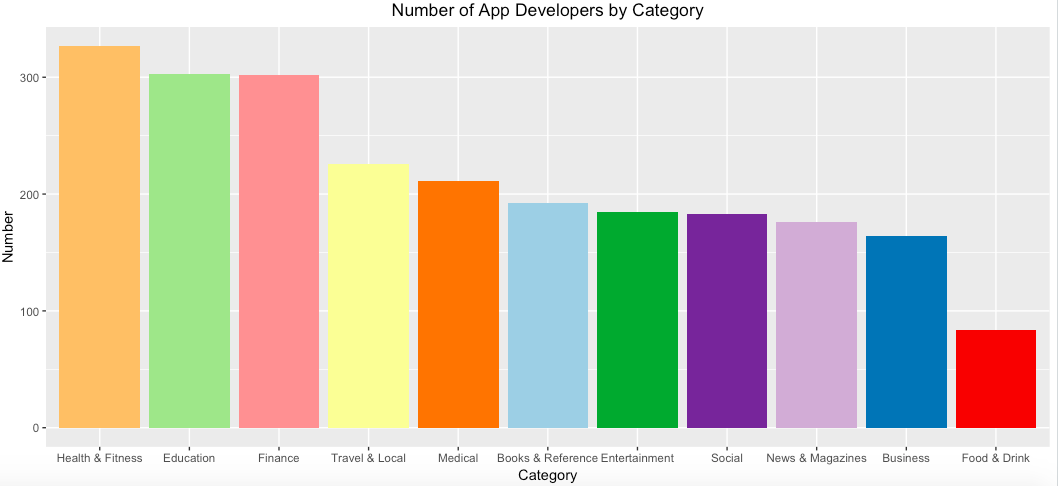 Number of App Developers by Category
Number
300
200
100
0
Health & Fitness Education Finance Travel & Local Medical Books & Reference Entertainment Social News & Magazines Business Food & Drink
Category